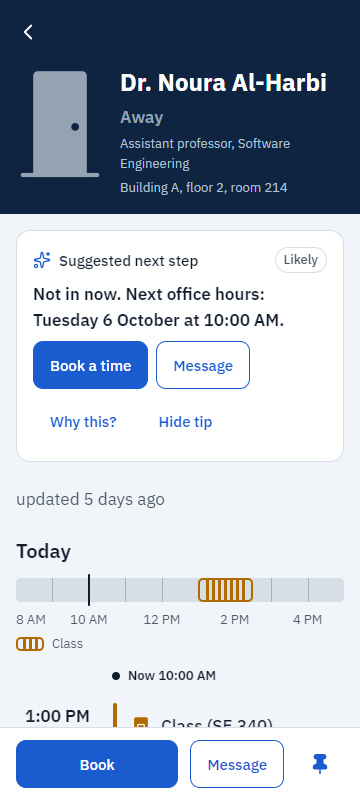 Dr. Noura Al-Harbi
Away
Assistant professor, Software
Engineering
Building A, floor 2, room 214
Suggested next step
Likely
Not in now. Next office hours:
Tuesday 6 October at 10:00 AM.
Book a time
Message
Why this?
Hide tip
updated 5 days ago
Today
8 AM 10 AM 12 PM 2 PM 4 PM
Class
Now 10:00 AM
1:00 PM
Class (SE 340)
Book
Message